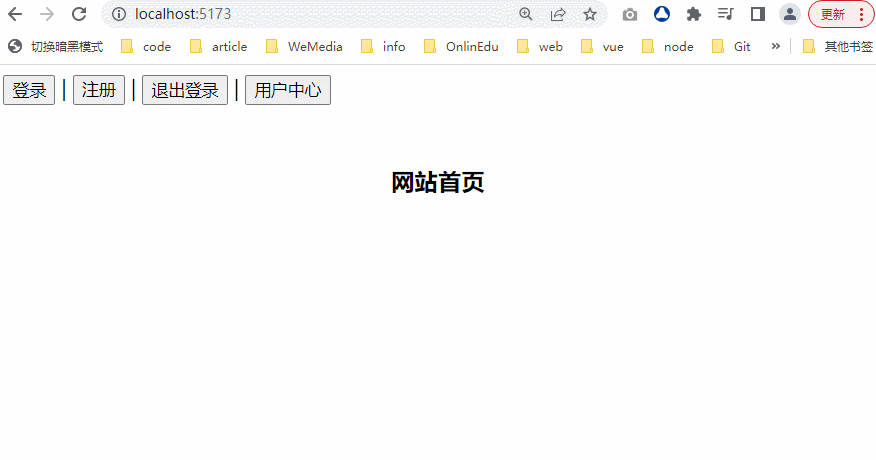 localhost:5173 更新
切换暗黑模式 code article WeMedia info OnlinEdu web vue node Git » 其他书签
登录 | 注册 | 退出登录 | 用户中心
网站首页